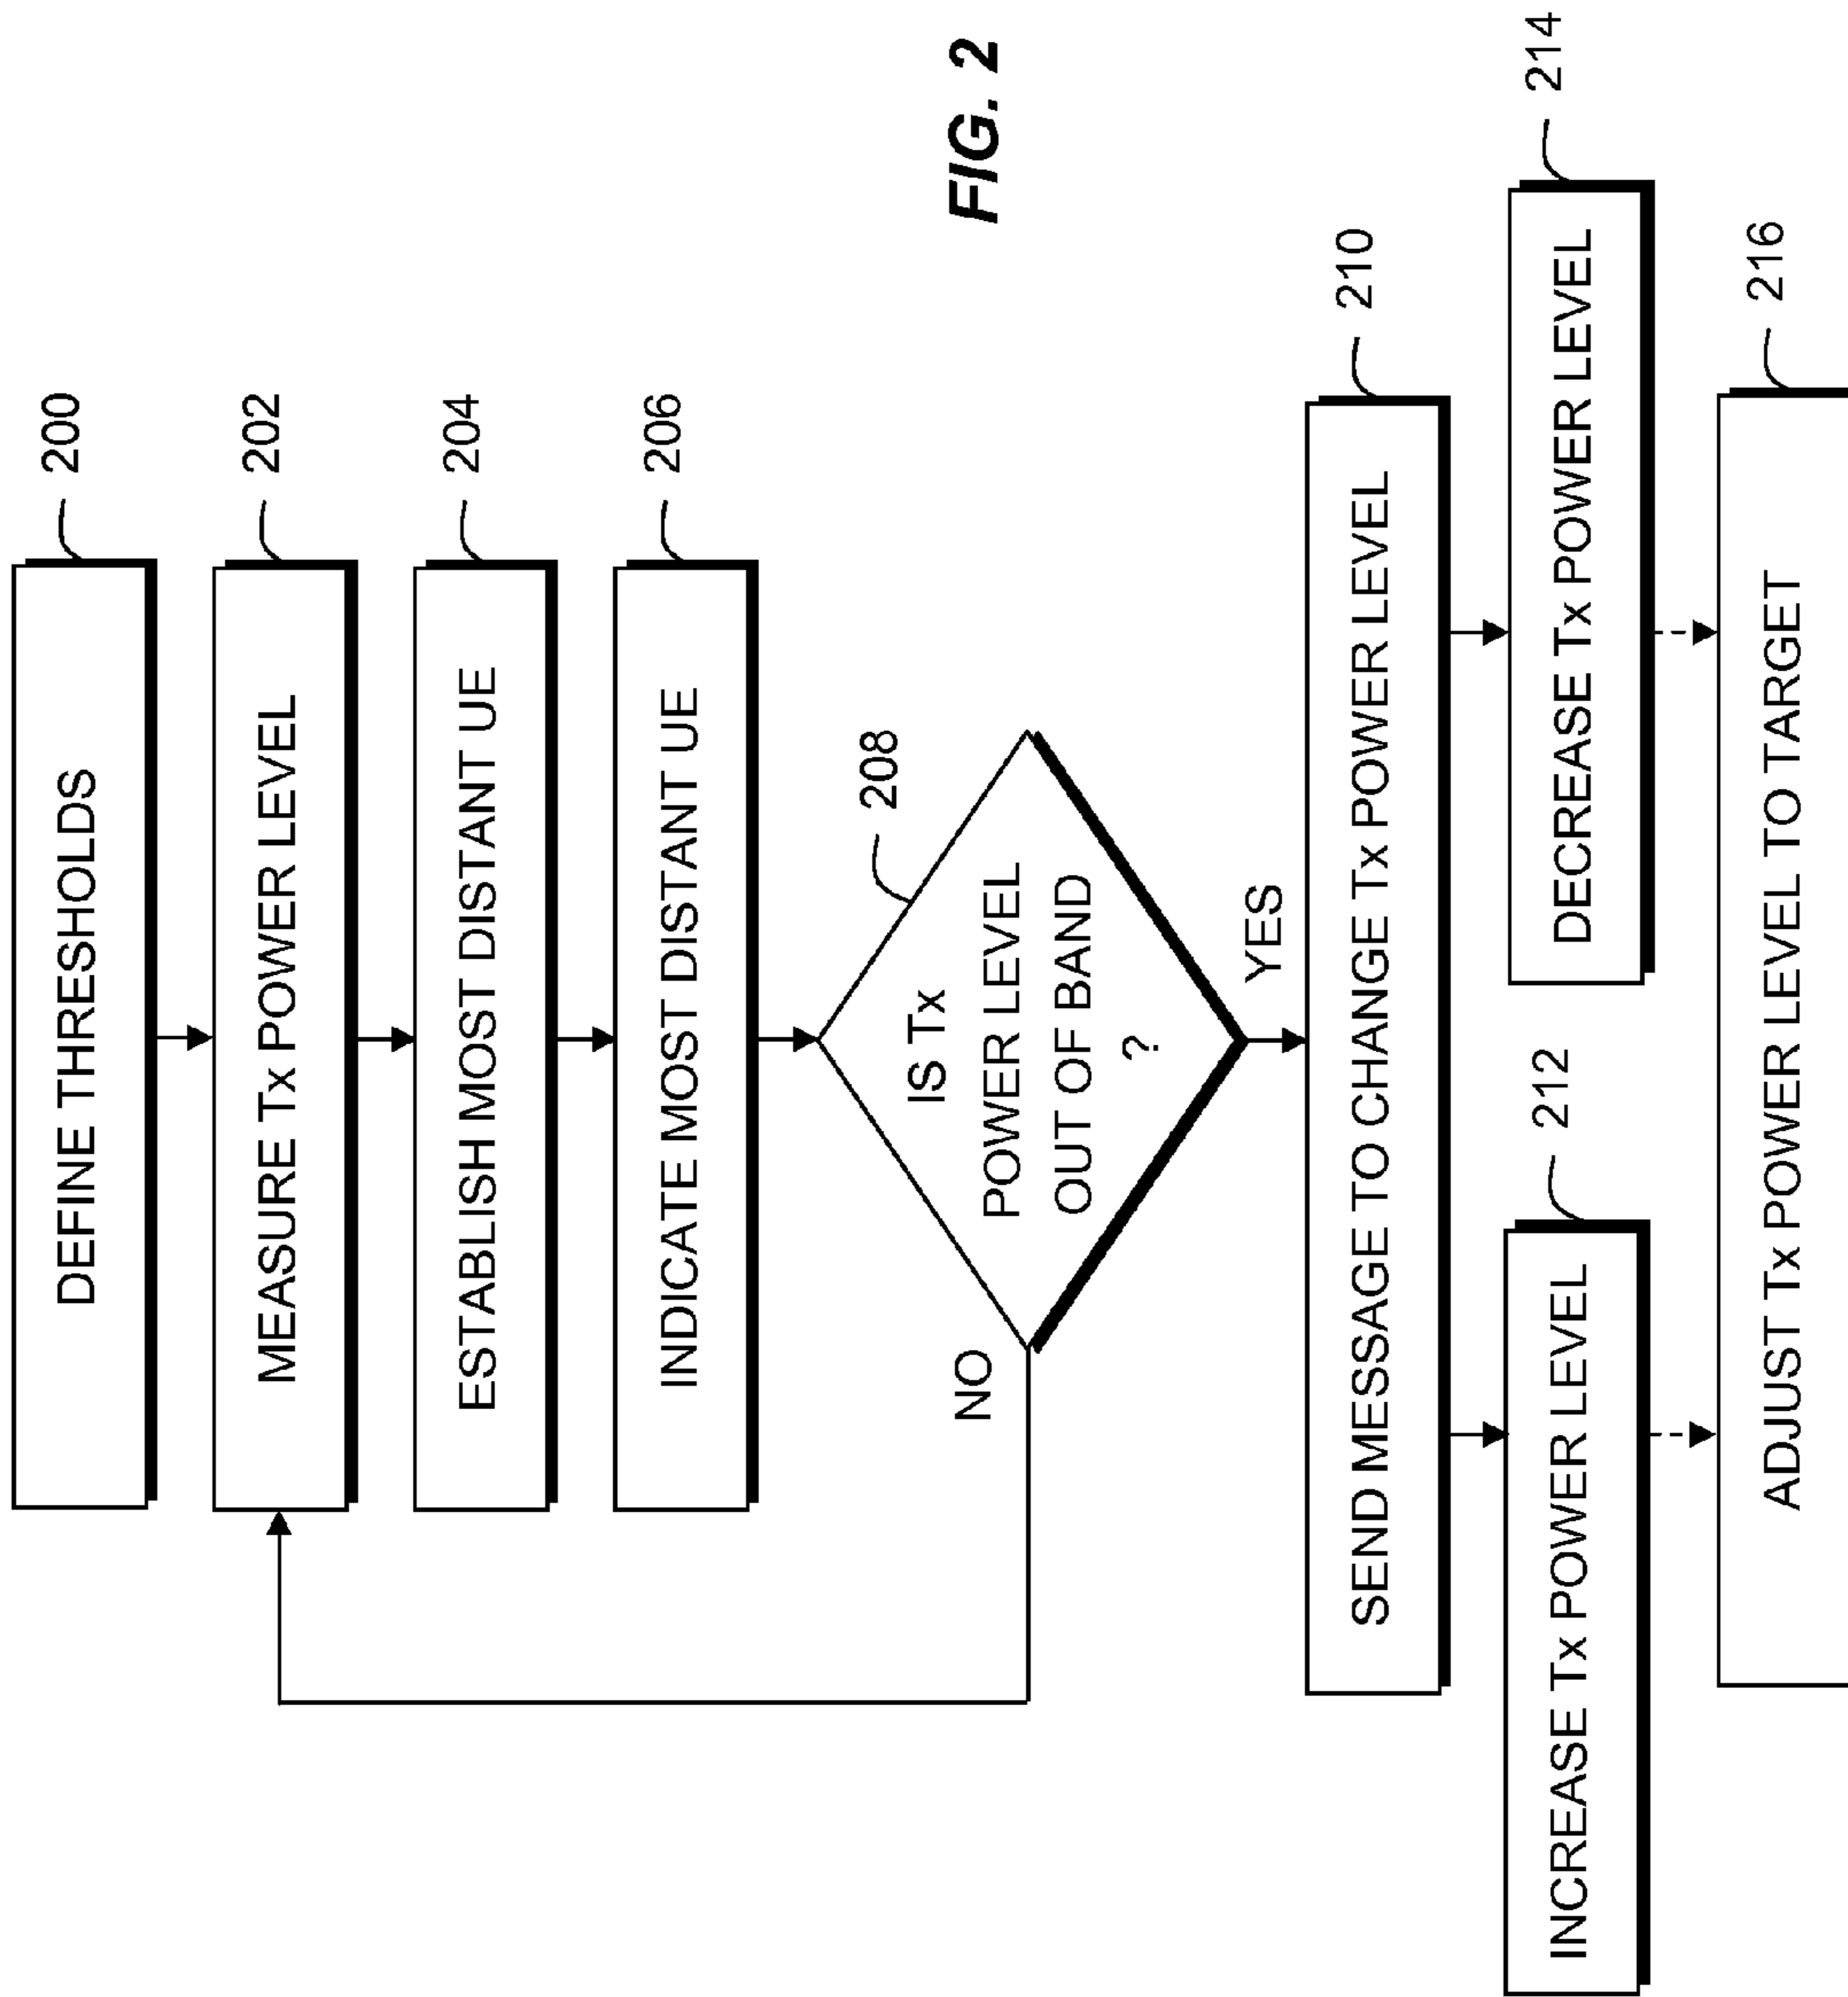 DEFINE THRESHOLDS
200
MEASURE Tx POWER LEVEL
202
ESTABLISH MOST DISTANT UE
204
INDICATE MOST DISTANT UE
206
IS Tx
POWER LEVEL
OUT OF BAND
?
208
NO
YES
SEND MESSAGE TO CHANGE Tx POWER LEVEL
210
INCREASE Tx POWER LEVEL
212
DECREASE Tx POWER LEVEL
214
ADJUST Tx POWER LEVEL TO TARGET
216
FIG. 2